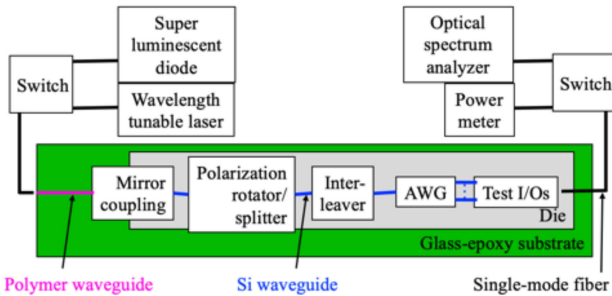 Super
luminescent
diode
Optical
spectrum
analyzer
Switch
Switch
Wavelength
tunable laser
Power
meter
Mirror
coupling
Polarization
rotator/
splitter
Inter-
leaver
AWG
Test I/Os
Die
Glass-epoxy substrate
Polymer waveguide
Si waveguide
Single-mode fiber